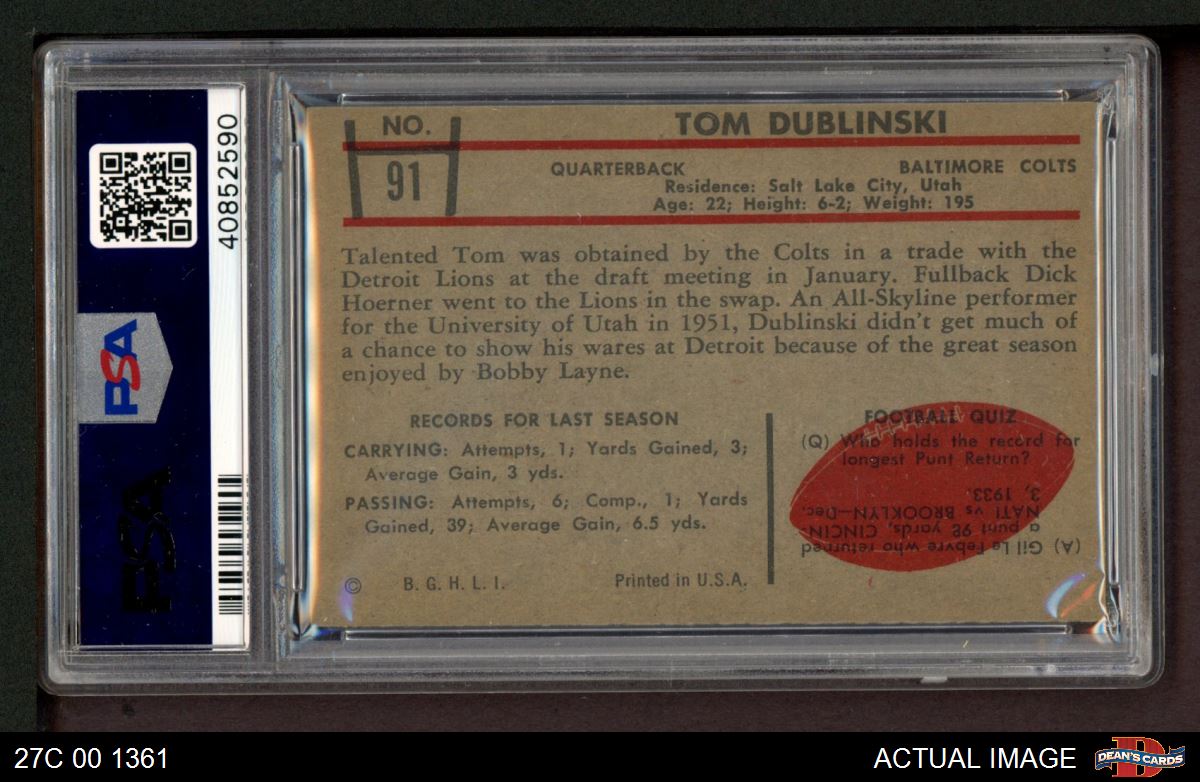 40852590
PSA
PSA
NO.
91
TOM DUBLINSKI
QUARTERBACK
BALTIMORE COLTS
Residence: Salt Lake City, Utah
Age: 22; Height: 6-2; Weight: 195
Talented Tom was obtained by the Colts in a trade with the
Detroit Lions at the draft meeting in January. Fullback Dick
Hoerner went to the Lions in the swap. An All-Skyline performer
for the University of Utah in 1951, Dublinski didn't get much of
a chance to show his wares at Detroit because of the great season
enjoyed by Bobby Layne.
RECORDS FOR LAST SEASON
CARRYING: Attempts, 1; Yards Gained, 3;
Average Gain, 3 yds.
PASSING: Attempts, 6; Comp., 1; Yards
Gained, 39; Average Gain, 6.5 yds.
© B. G. H. L. I.
Printed in U.S.A.
FOOTBALL QUIZ
(Q) Who holds the record for
longest Punt Return?
(A) Gil Le Febvre who returned
a punt 98 yards, CINCIN-
NATI vs BROOKLYN—Dec.
3, 1933.
27C 00 1361
ACTUAL IMAGE
DEAN'S CARDS